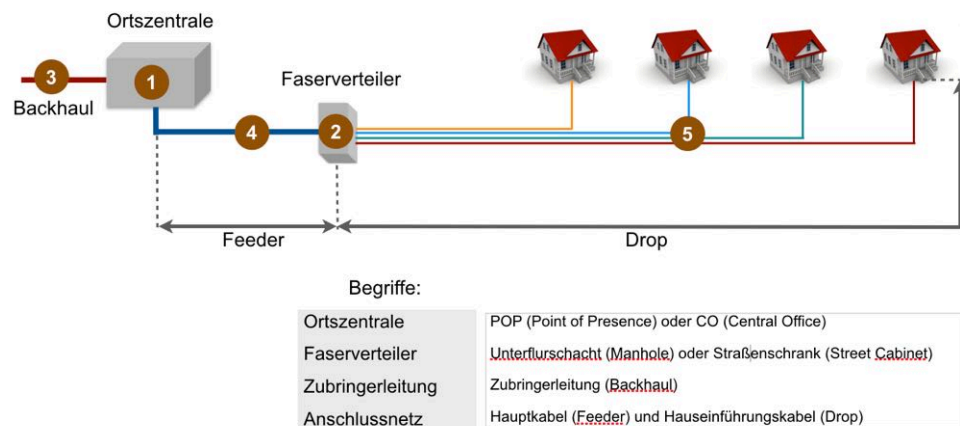 Ortszentrale
3
1
Backhaul
Faserverteiler
4
2
5
Feeder
Drop
Begriffe:
Ortszentrale POP (Point of Presence) oder CO (Central Office)
Faserverteiler Unterflurschacht (Manhole) oder Straßenschrank (Street Cabinet)
Zubringerleitung Zubringerleitung (Backhaul)
Anschlussnetz Hauptkabel (Feeder) und Hauseinführungskabel (Drop)